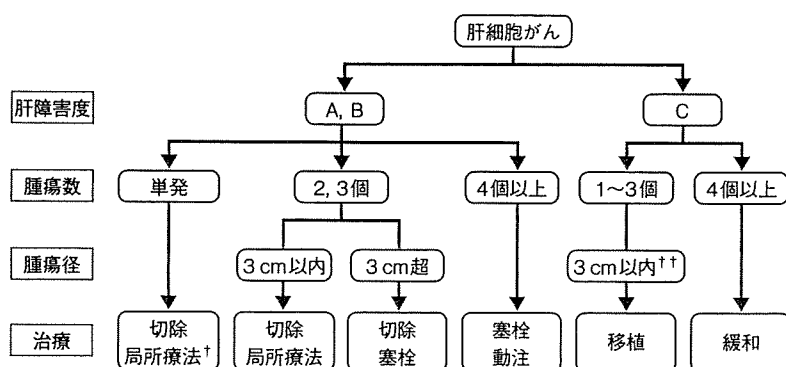 肝細胞がん
肝障害度
A, B
C
腫瘍数
単発
2, 3個
4個以上
1~3個
4個以上
腫瘍径
3 cm以内
3 cm超
3 cm以内††
治療
切除
局所療法†
切除
局所療法
切除
塞栓
塞栓
動注
移植
緩和